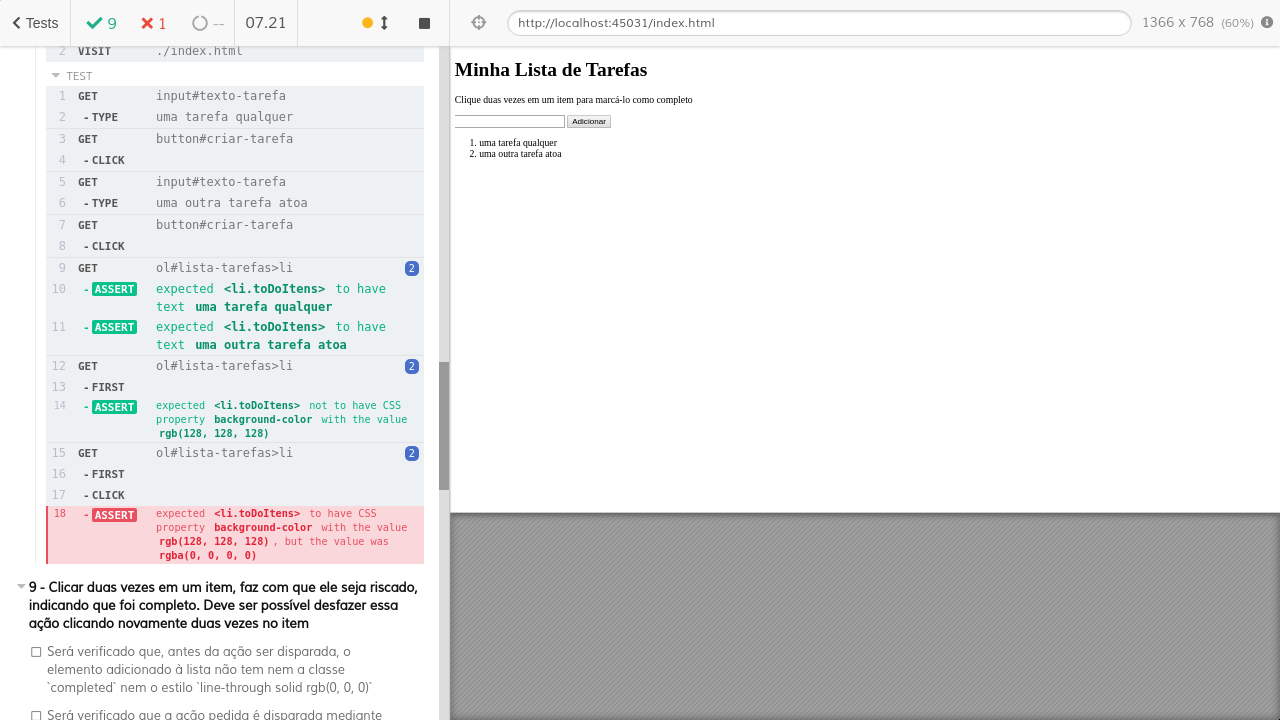 Tests 9 1 -- 07.21
http://localhost:45031/index.html 1366 x 768 (60%)
2 VISIT ./index.html
TEST
1 GET input#texto-tarefa
2 - TYPE uma tarefa qualquer
3 GET button#criar-tarefa
4 - CLICK
5 GET input#texto-tarefa
6 - TYPE uma outra tarefa atoa
7 GET button#criar-tarefa
8 - CLICK
9 GET ol#lista-tarefas>li 2
10 - ASSERT expected <li.toDoItens> to have
text uma tarefa qualquer
11 - ASSERT expected <li.toDoItens> to have
text uma outra tarefa atoa
12 GET ol#lista-tarefas>li 2
13 - FIRST
14 - ASSERT expected <li.toDoItens> not to have CSS
property background-color with the value
rgb(128, 128, 128)
15 GET ol#lista-tarefas>li 2
16 - FIRST
17 - CLICK
18 - ASSERT expected <li.toDoItens> to have CSS
property background-color with the value
rgb(128, 128, 128), but the value was
rgba(0, 0, 0, 0)
9 - Clicar duas vezes em um item, faz com que ele seja riscado,
indicando que foi completo. Deve ser possível desfazer essa
ação clicando novamente duas vezes no item
Será verificado que, antes da ação ser disparada, o
elemento adicionado à lista não tem nem a classe
`completed` nem o estilo `line-through solid rgb(0, 0, 0)`
Será verificado que a ação pedida é disparada mediante
Minha Lista de Tarefas
Clique duas vezes em um item para marcá-lo como completo
Adicionar
1. uma tarefa qualquer
2. uma outra tarefa atoa